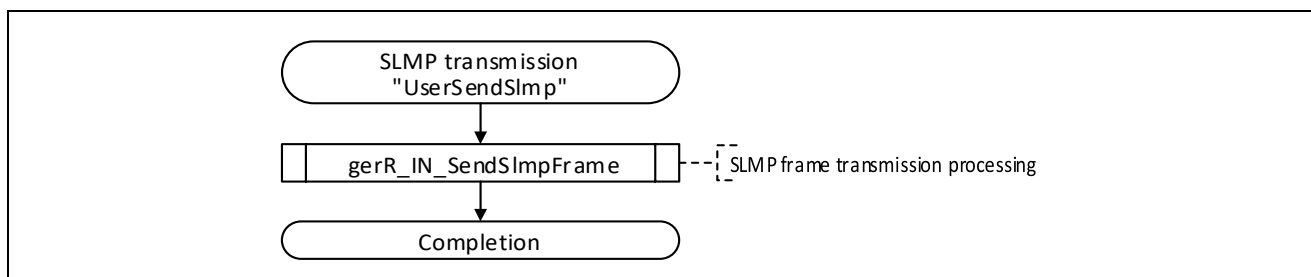 SLMP transmission
"UserSendSlmp"
gerR_IN_SendSlmpFrame
SLMP frame transmission processing
Completion